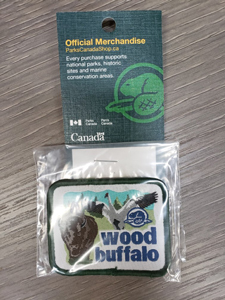 Official Merchandise
ParksCanadaShop.ca
Every purchase supports
national parks, historic
sites and marine
conservation areas.
Parks Canada
Parcs Canada
Canada
wood
buffalo